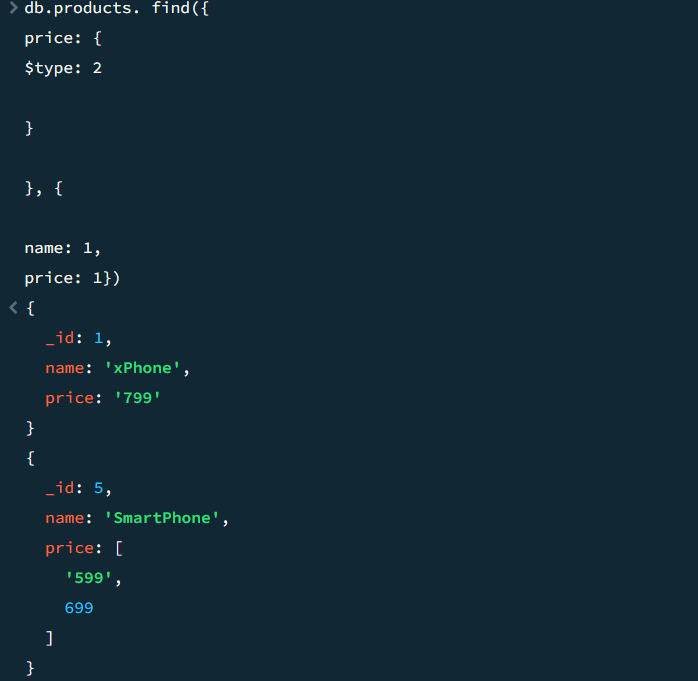 > db.products. find({
price: {
$type: 2
}
}, {
name: 1,
price: 1})
< {
_id: 1,
name: 'xPhone',
price: '799'
}
{
_id: 5,
name: 'SmartPhone',
price: [
'599',
699
]
}